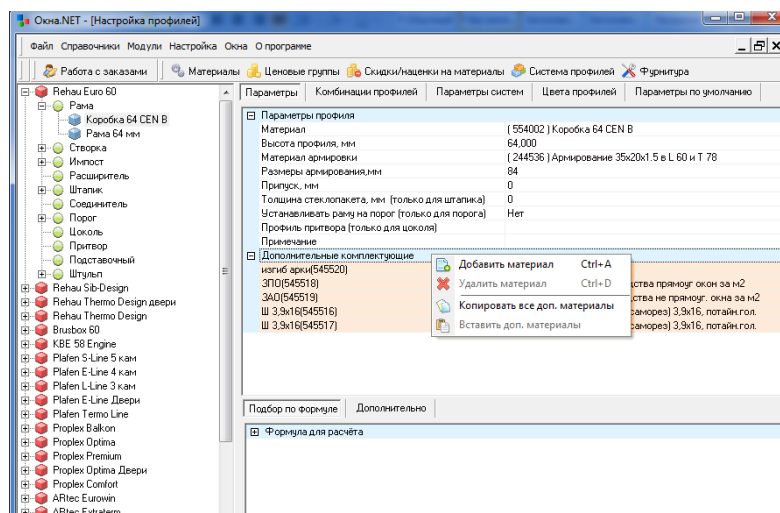 Окна.NET - [Настройка профилей]
Файл Справочники Модули Настройка Окна О программе
Работа с заказами Материалы Ценовые группы Скидки/наценки на материалы Система профилей Фурнитура
Rehau Euro 60
Рама
Коробка 64 CEN B
Рама 64 мм
Створка
Импост
Расширитель
Штапик
Соединитель
Порог
Цоколь
Притвор
Подставочный
Штульп
Rehau Sib-Design
Rehau Thermo Design двери
Rehau Thermo Design
Brusbox 60
KBE 58 Engine
Plafen S-Line 5 кам
Plafen E-Line 4 кам
Plafen L-Line 3 кам
Plafen E-Line Двери
Plafen Termo Line
Proplex Balkon
Proplex Optima
Proplex Premium
Proplex Optima Двери
Proplex Comfort
ARtec Eurowin
ARtec Extraterm
Параметры Комбинации профилей Параметры систем Цвета профилей Параметры по умолчанию
Параметры профиля
Материал ( 554002 ) Коробка 64 CEN B
Высота профиля, мм 64,000
Материал армировки ( 244536 ) Армирование 35x20x1.5 в L 60 и T 78
Размеры армирования,мм 84
Припуск, мм 0
Толщина стеклопакета, мм (только для штапика) 0
Устанавливать раму на порог (только для порога) Нет
Профиль притвора (только для цоколя)
Примечание
Дополнительные комплектующие
изгиб арки(545520)
ЗПО(545518) дства прямоуг окон за м2
ЗАО(545519) ства не прямоуг. окна за м2
Ш 3,9x16(545516) саморез) 3,9x16, потайн.гол.
Ш 3,9x16(545517) саморез) 3,9x16, потайн.гол.
Добавить материал Ctrl+A
Удалить материал Ctrl+D
Копировать все доп. материалы
Вставить доп. материалы
Подбор по формуле Дополнительно
Формула для расчёта